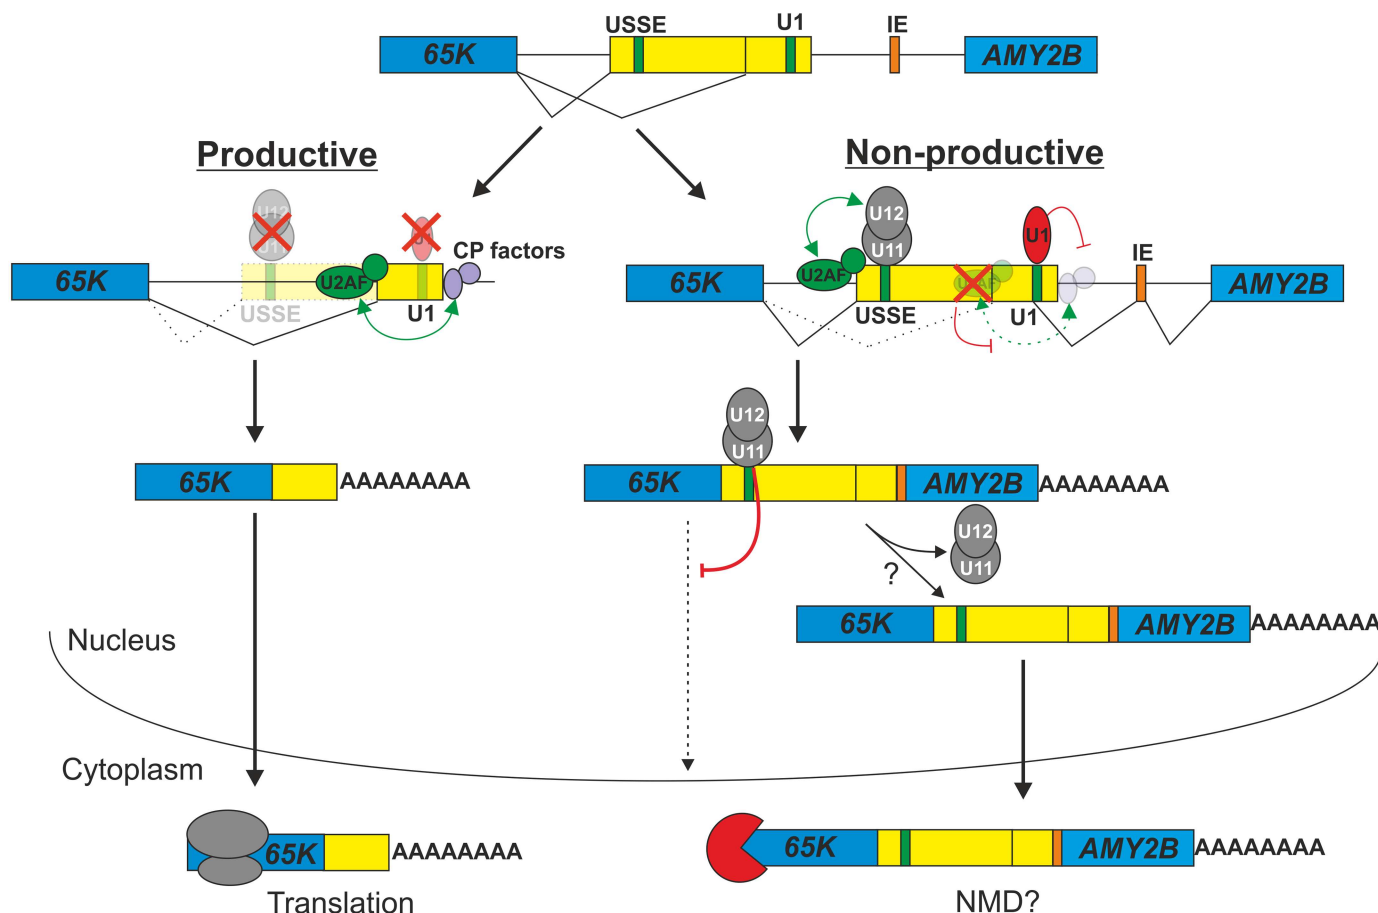 USSE U1 IE
65K AMY2B
Productive Non-productive
U12 U11 U1 CP factors U12 U11 U1 IE
65K U2AF 65K U2AF U2AF AMY2B
USSE U1 USSE U1
U12
U11
65K AAAAAAAA 65K AMY2B AAAAAAAA
U12
U11
?
65K AMY2B AAAAAAAA
Nucleus
Cytoplasm
65K AAAAAAAA 65K AMY2B AAAAAAAA
Translation NMD?